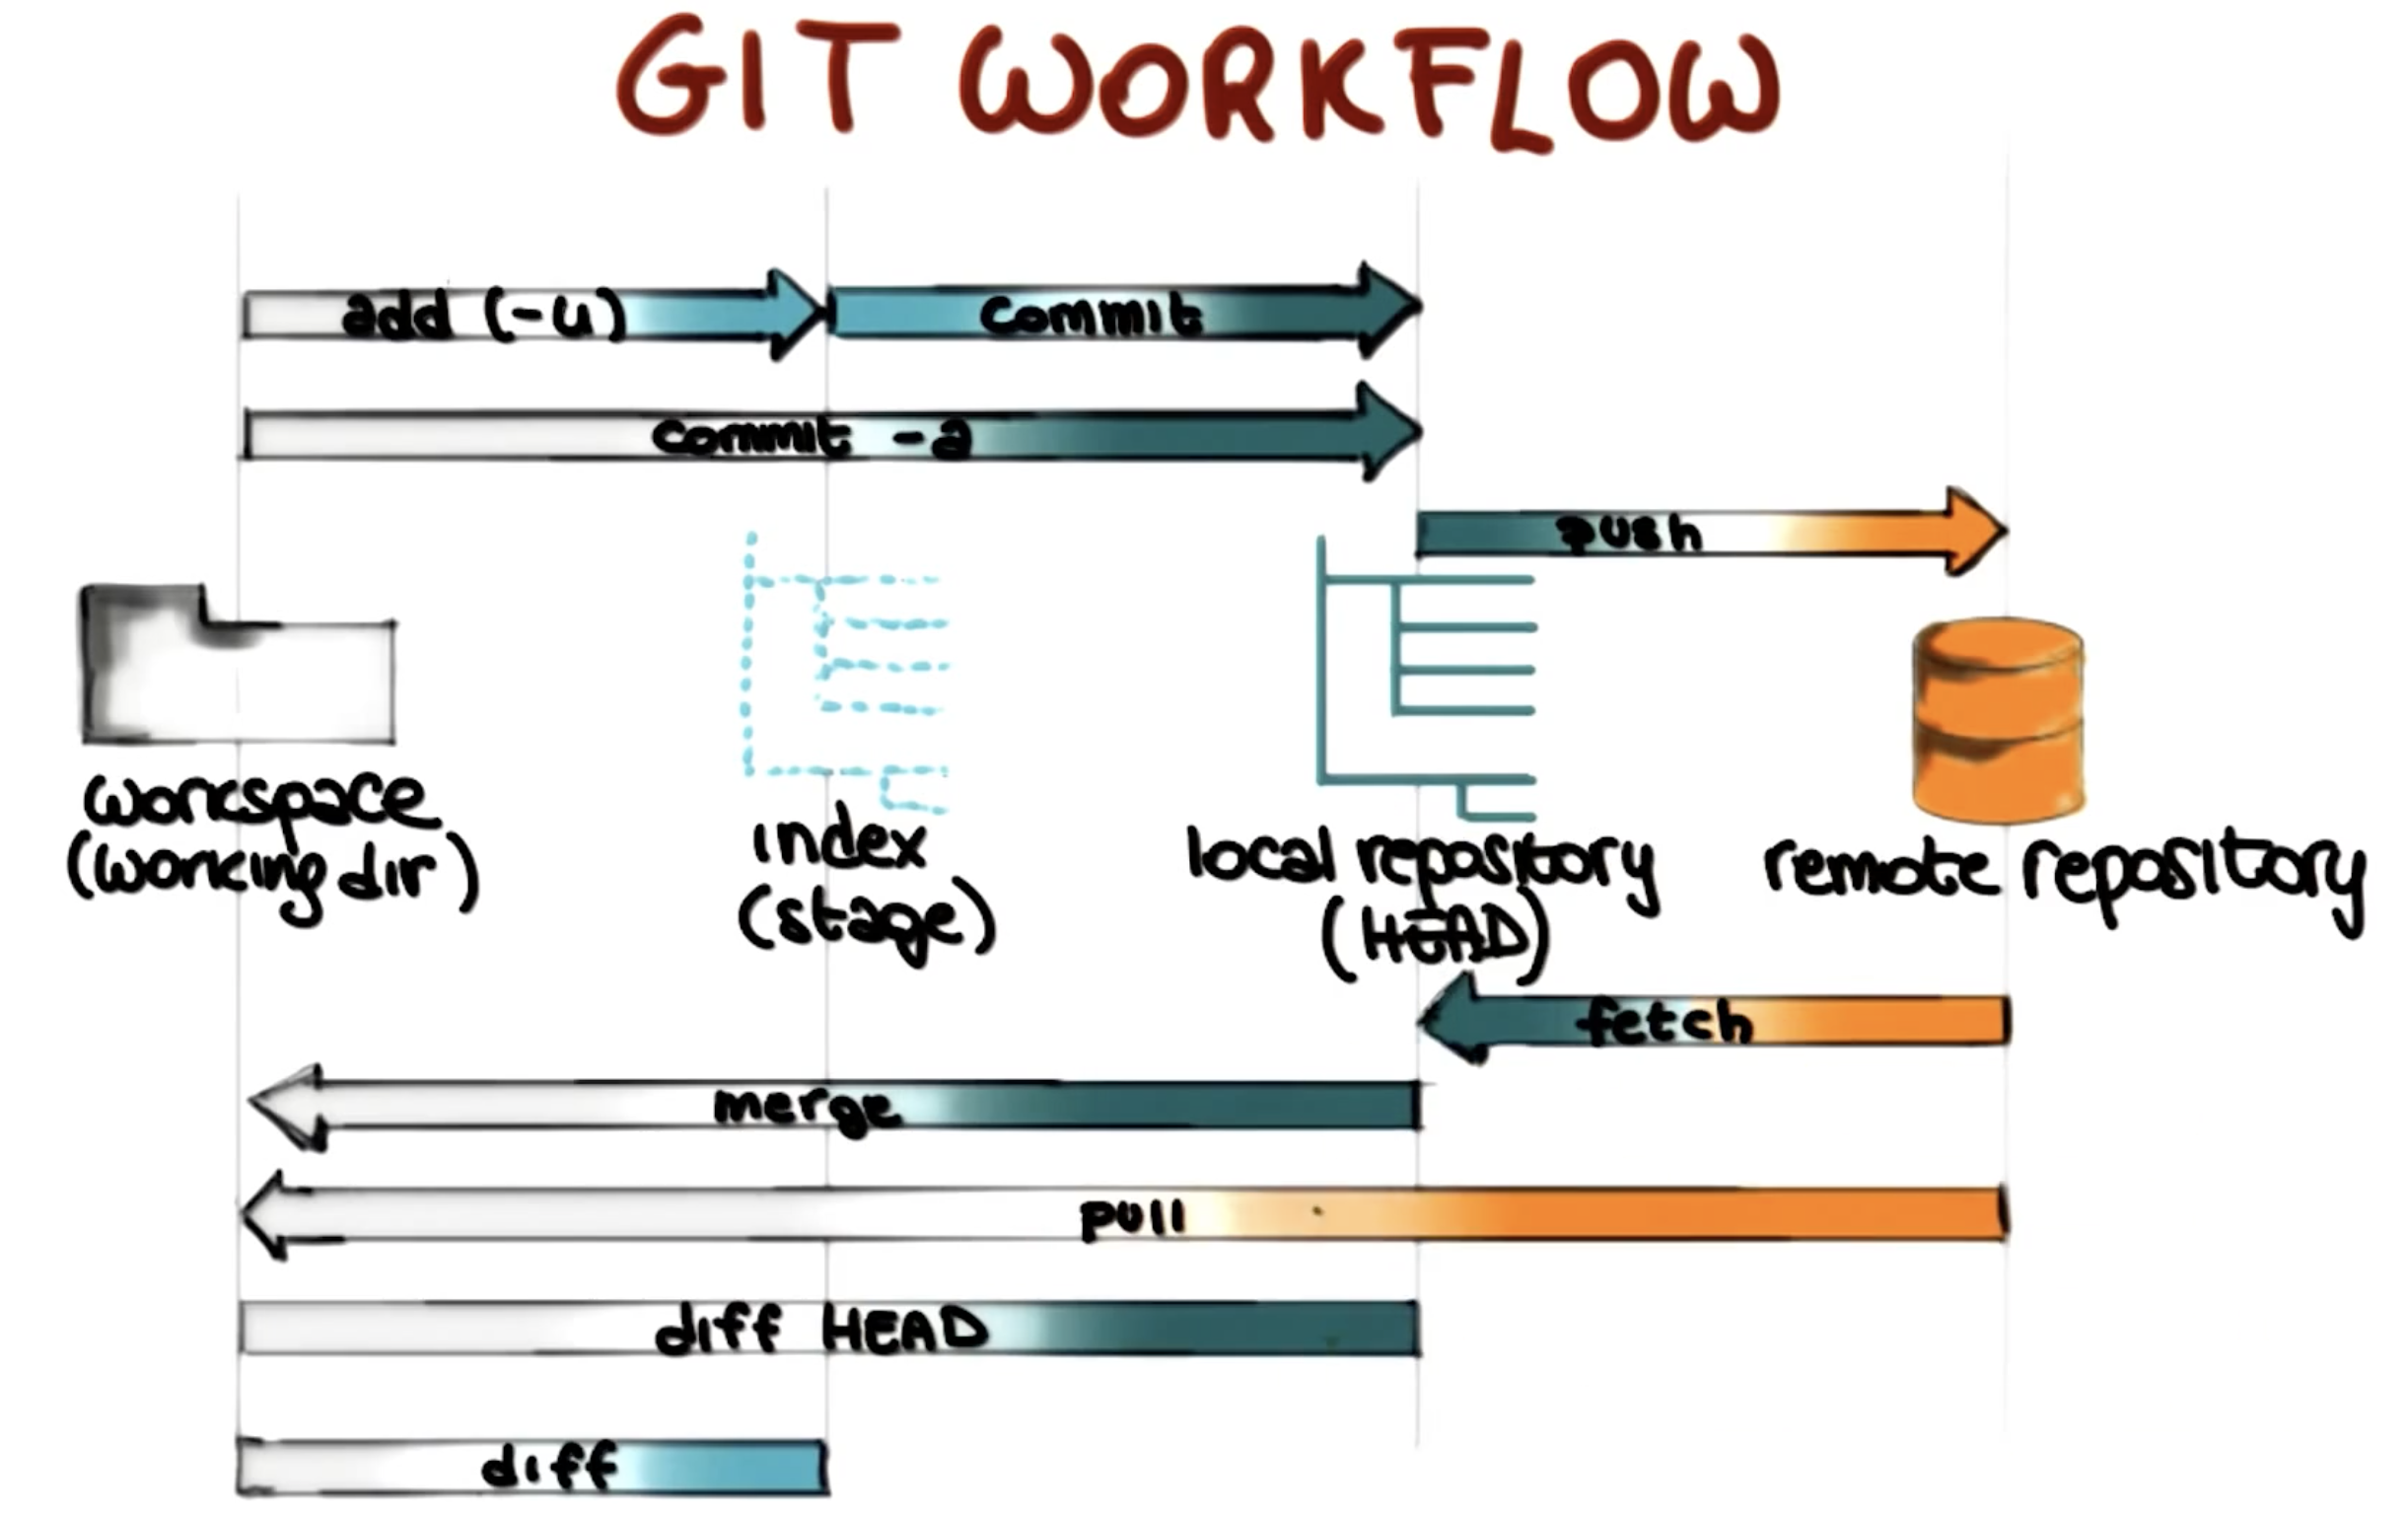 GIT WORKFLOW
add (-u)
commit
commit -a
push
workspace
(working dir)
index
(stage)
local repository
(HEAD)
remote repository
fetch
merge
pull
diff HEAD
diff